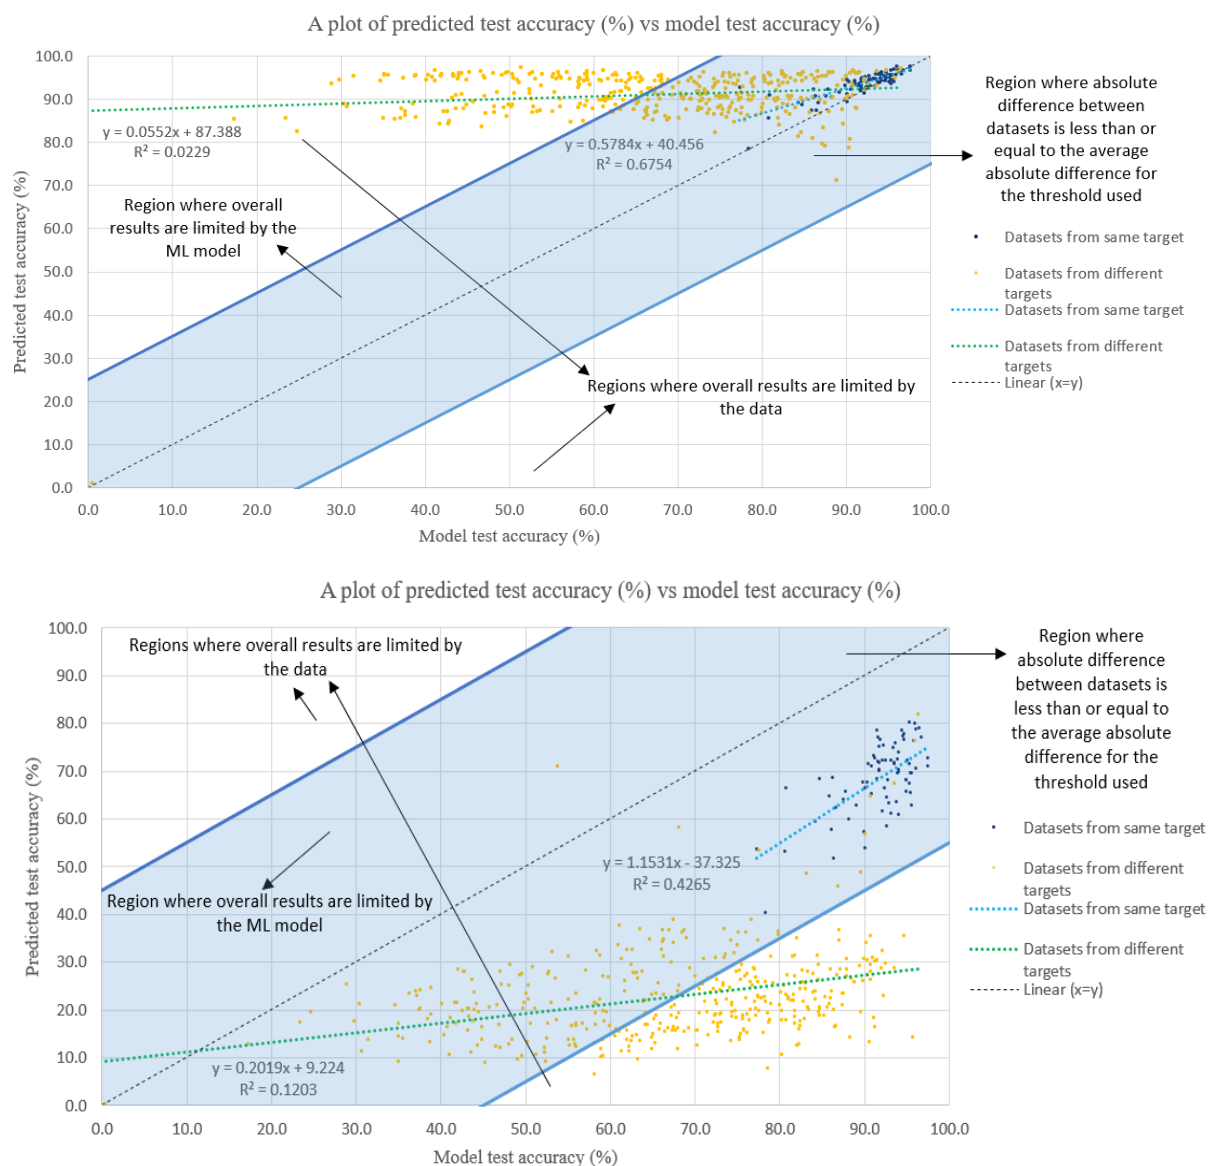 A plot of predicted test accuracy (%) vs model test accuracy (%)
Predicted test accuracy (%)
100.0
90.0
80.0
70.0
60.0
50.0
40.0
30.0
20.0
10.0
0.0
y = 0.0552x + 87.388
R² = 0.0229
y = 0.5784x + 40.456
R² = 0.6754
Region where overall
results are limited by the
ML model
Regions where overall results are limited by
the data
0.0 10.0 20.0 30.0 40.0 50.0 60.0 70.0 80.0 90.0 100.0
Model test accuracy (%)
Region where absolute
difference between
datasets is less than or
equal to the average
absolute difference for
the threshold used
Datasets from same target
Datasets from different
targets
Datasets from same target
Datasets from different
targets
Linear (x=y)
A plot of predicted test accuracy (%) vs model test accuracy (%)
Predicted test accuracy (%)
100.0
90.0
80.0
70.0
60.0
50.0
40.0
30.0
20.0
10.0
0.0
Regions where overall results are limited by
the data
y = 1.1531x - 37.325
R² = 0.4265
Region where overall results are limited by
the ML model
y = 0.2019x + 9.224
R² = 0.1203
0.0 10.0 20.0 30.0 40.0 50.0 60.0 70.0 80.0 90.0 100.0
Model test accuracy (%)
Region where
absolute difference
between datasets is
less than or equal to
the average absolute
difference for the
threshold used
Datasets from same target
Datasets from different
targets
Datasets from same target
Datasets from different
targets
Linear (x=y)